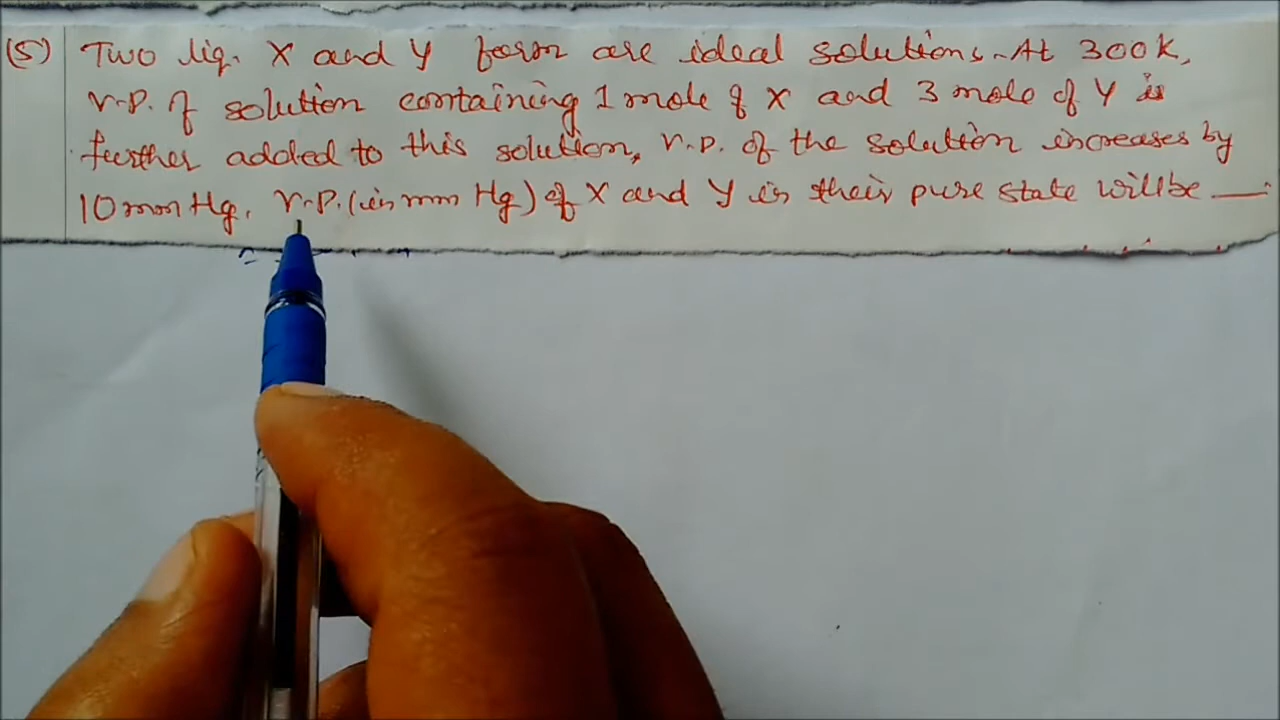 (5) Two liq. X and Y form are ideal solutions. At 300K,
V.P. of solution containing 1 mole of X and 3 mole of Y is
further added to this solution, V.P. of the solution increases by
10 mm Hg. V.P. (in mm Hg) of X and Y in their pure state will be —